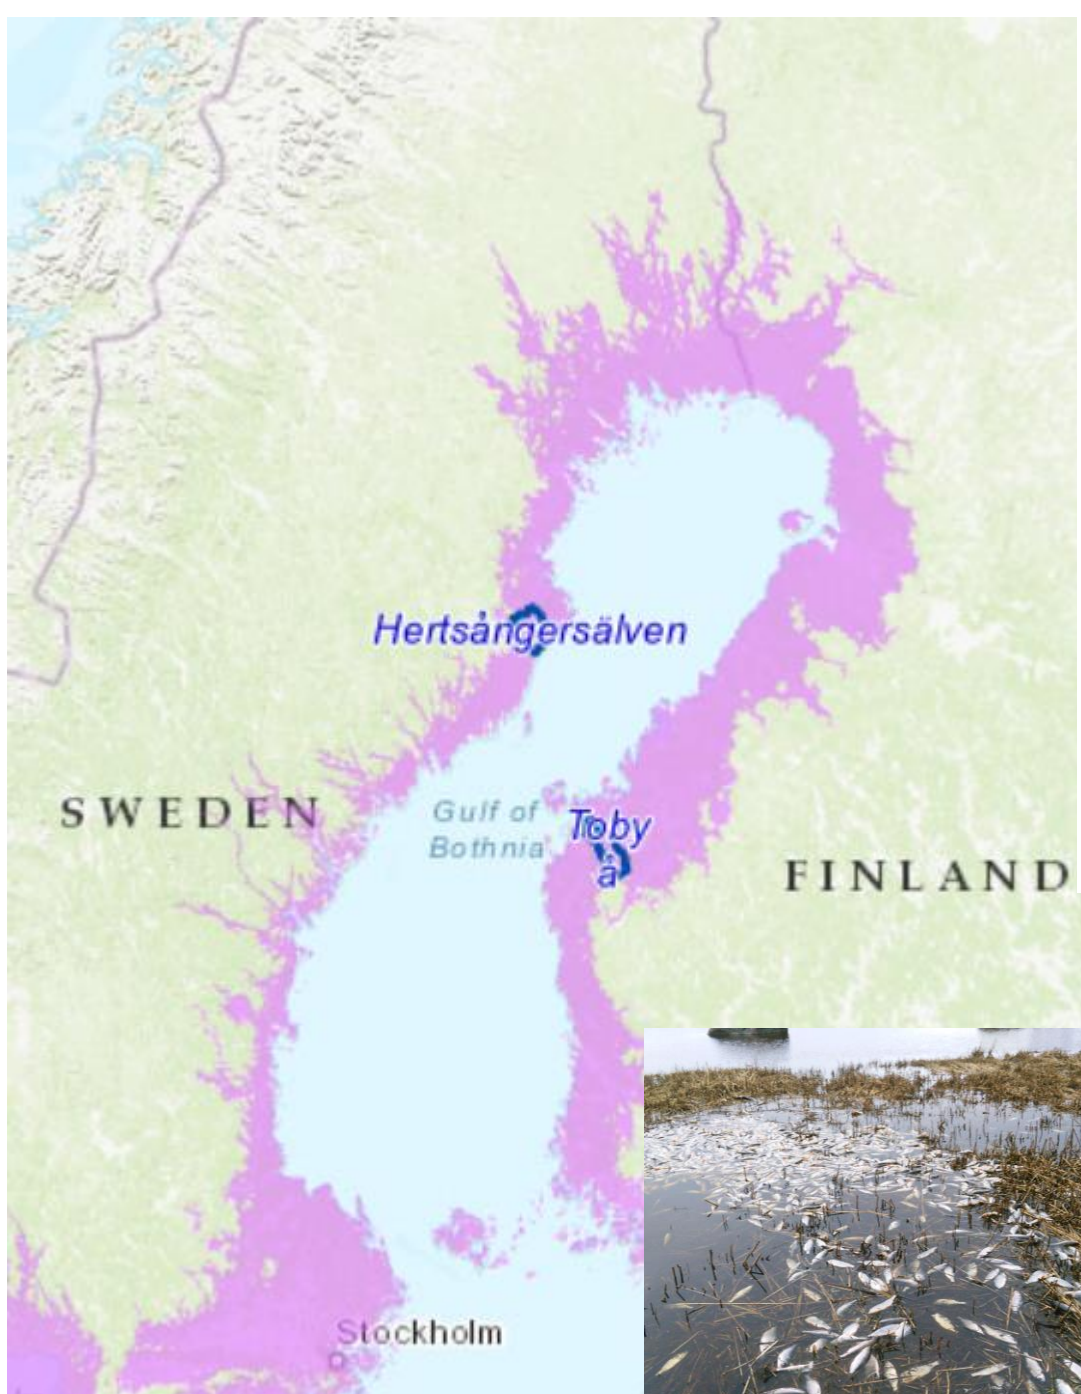 Hertsångersälven
SWEDEN
Gulf of
Bothnia
Toby
å
FINLAND
Stockholm